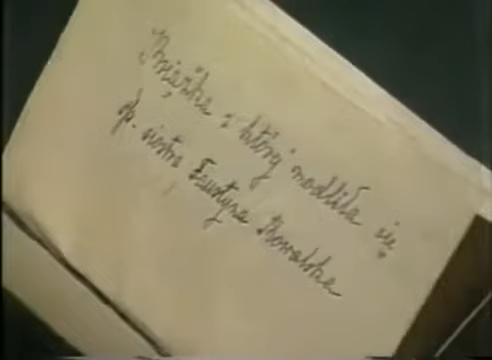 Książka z której modliła się
śp. siostra Faustyna Kowalska